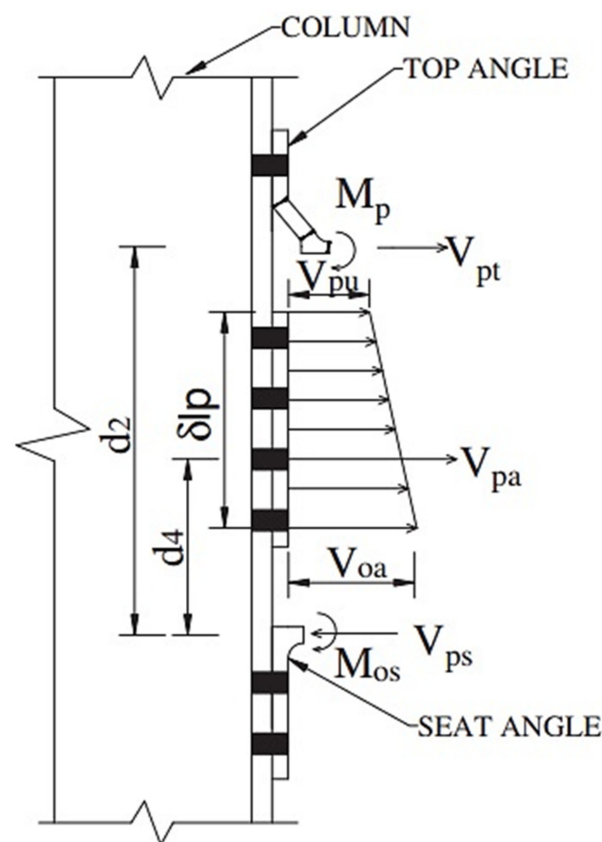 COLUMN
TOP ANGLE
Mp
Vpt
Vpu
d2
δlp
Vpa
d4
Voa
Vps
Mos
SEAT ANGLE